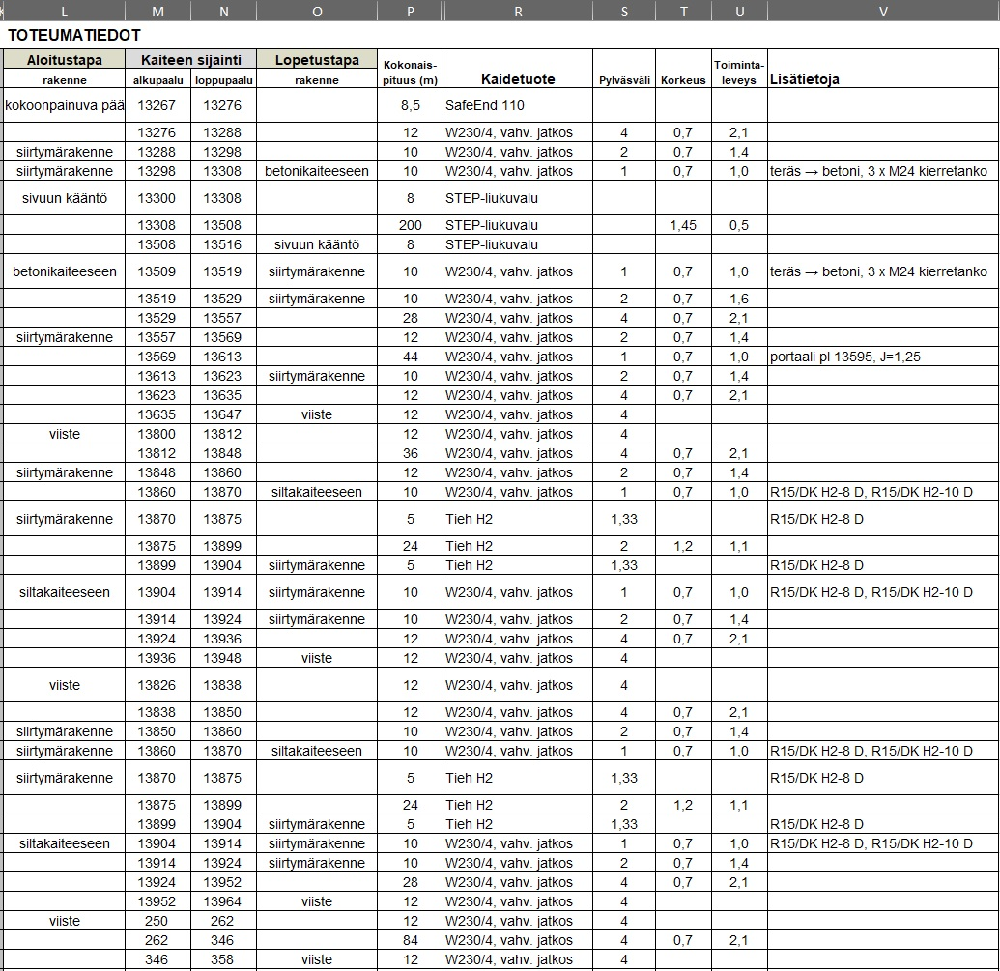 L M N O P R S T U V
TOTEUMATIEDOT
Aloitustapa Kaiteen sijainti Lopetustapa Kokonais- Kaidetuote Pylväsväli Korkeus Toiminta- Lisätietoja
rakenne alkupaalu loppupaalu rakenne pituus (m) leveys
kokoonpainuva pää 13267 13276 8,5 SafeEnd 110
13276 13288 12 W230/4, vahv. jatkos 4 0,7 2,1
siirtymärakenne 13288 13298 10 W230/4, vahv. jatkos 2 0,7 1,4
siirtymärakenne 13298 13308 betonikaiteeseen 10 W230/4, vahv. jatkos 1 0,7 1,0 teräs → betoni, 3 x M24 kierretanko
sivuun kääntö 13300 13308 8 STEP-liukuvalu
13308 13508 200 STEP-liukuvalu 1,45 0,5
13508 13516 sivuun kääntö 8 STEP-liukuvalu
betonikaiteeseen 13509 13519 siirtymärakenne 10 W230/4, vahv. jatkos 1 0,7 1,0 teräs → betoni, 3 x M24 kierretanko
13519 13529 siirtymärakenne 10 W230/4, vahv. jatkos 2 0,7 1,6
13529 13557 28 W230/4, vahv. jatkos 4 0,7 2,1
siirtymärakenne 13557 13569 12 W230/4, vahv. jatkos 2 0,7 1,4
13569 13613 44 W230/4, vahv. jatkos 1 0,7 1,0 portaali pl 13595, J=1,25
13613 13623 siirtymärakenne 10 W230/4, vahv. jatkos 2 0,7 1,4
13623 13635 12 W230/4, vahv. jatkos 4 0,7 2,1
13635 13647 viiste 12 W230/4, vahv. jatkos 4
viiste 13800 13812 12 W230/4, vahv. jatkos 4
13812 13848 36 W230/4, vahv. jatkos 4 0,7 2,1
siirtymärakenne 13848 13860 12 W230/4, vahv. jatkos 2 0,7 1,4
13860 13870 siltakaiteeseen 10 W230/4, vahv. jatkos 1 0,7 1,0 R15/DK H2-8 D, R15/DK H2-10 D
siirtymärakenne 13870 13875 5 Tieh H2 1,33 R15/DK H2-8 D
13875 13899 24 Tieh H2 2 1,2 1,1
13899 13904 siirtymärakenne 5 Tieh H2 1,33 R15/DK H2-8 D
siltakaiteeseen 13904 13914 siirtymärakenne 10 W230/4, vahv. jatkos 1 0,7 1,0 R15/DK H2-8 D, R15/DK H2-10 D
13914 13924 siirtymärakenne 10 W230/4, vahv. jatkos 2 0,7 1,4
13924 13936 12 W230/4, vahv. jatkos 4 0,7 2,1
13936 13948 viiste 12 W230/4, vahv. jatkos 4
viiste 13826 13838 12 W230/4, vahv. jatkos 4
13838 13850 12 W230/4, vahv. jatkos 4 0,7 2,1
siirtymärakenne 13850 13860 10 W230/4, vahv. jatkos 2 0,7 1,4
siirtymärakenne 13860 13870 siltakaiteeseen 10 W230/4, vahv. jatkos 1 0,7 1,0 R15/DK H2-8 D, R15/DK H2-10 D
siirtymärakenne 13870 13875 5 Tieh H2 1,33 R15/DK H2-8 D
13875 13899 24 Tieh H2 2 1,2 1,1
13899 13904 siirtymärakenne 5 Tieh H2 1,33 R15/DK H2-8 D
siltakaiteeseen 13904 13914 siirtymärakenne 10 W230/4, vahv. jatkos 1 0,7 1,0 R15/DK H2-8 D, R15/DK H2-10 D
13914 13924 siirtymärakenne 10 W230/4, vahv. jatkos 2 0,7 1,4
13924 13952 28 W230/4, vahv. jatkos 4 0,7 2,1
13952 13964 viiste 12 W230/4, vahv. jatkos 4
viiste 250 262 12 W230/4, vahv. jatkos 4
262 346 84 W230/4, vahv. jatkos 4 0,7 2,1
346 358 viiste 12 W230/4, vahv. jatkos 4